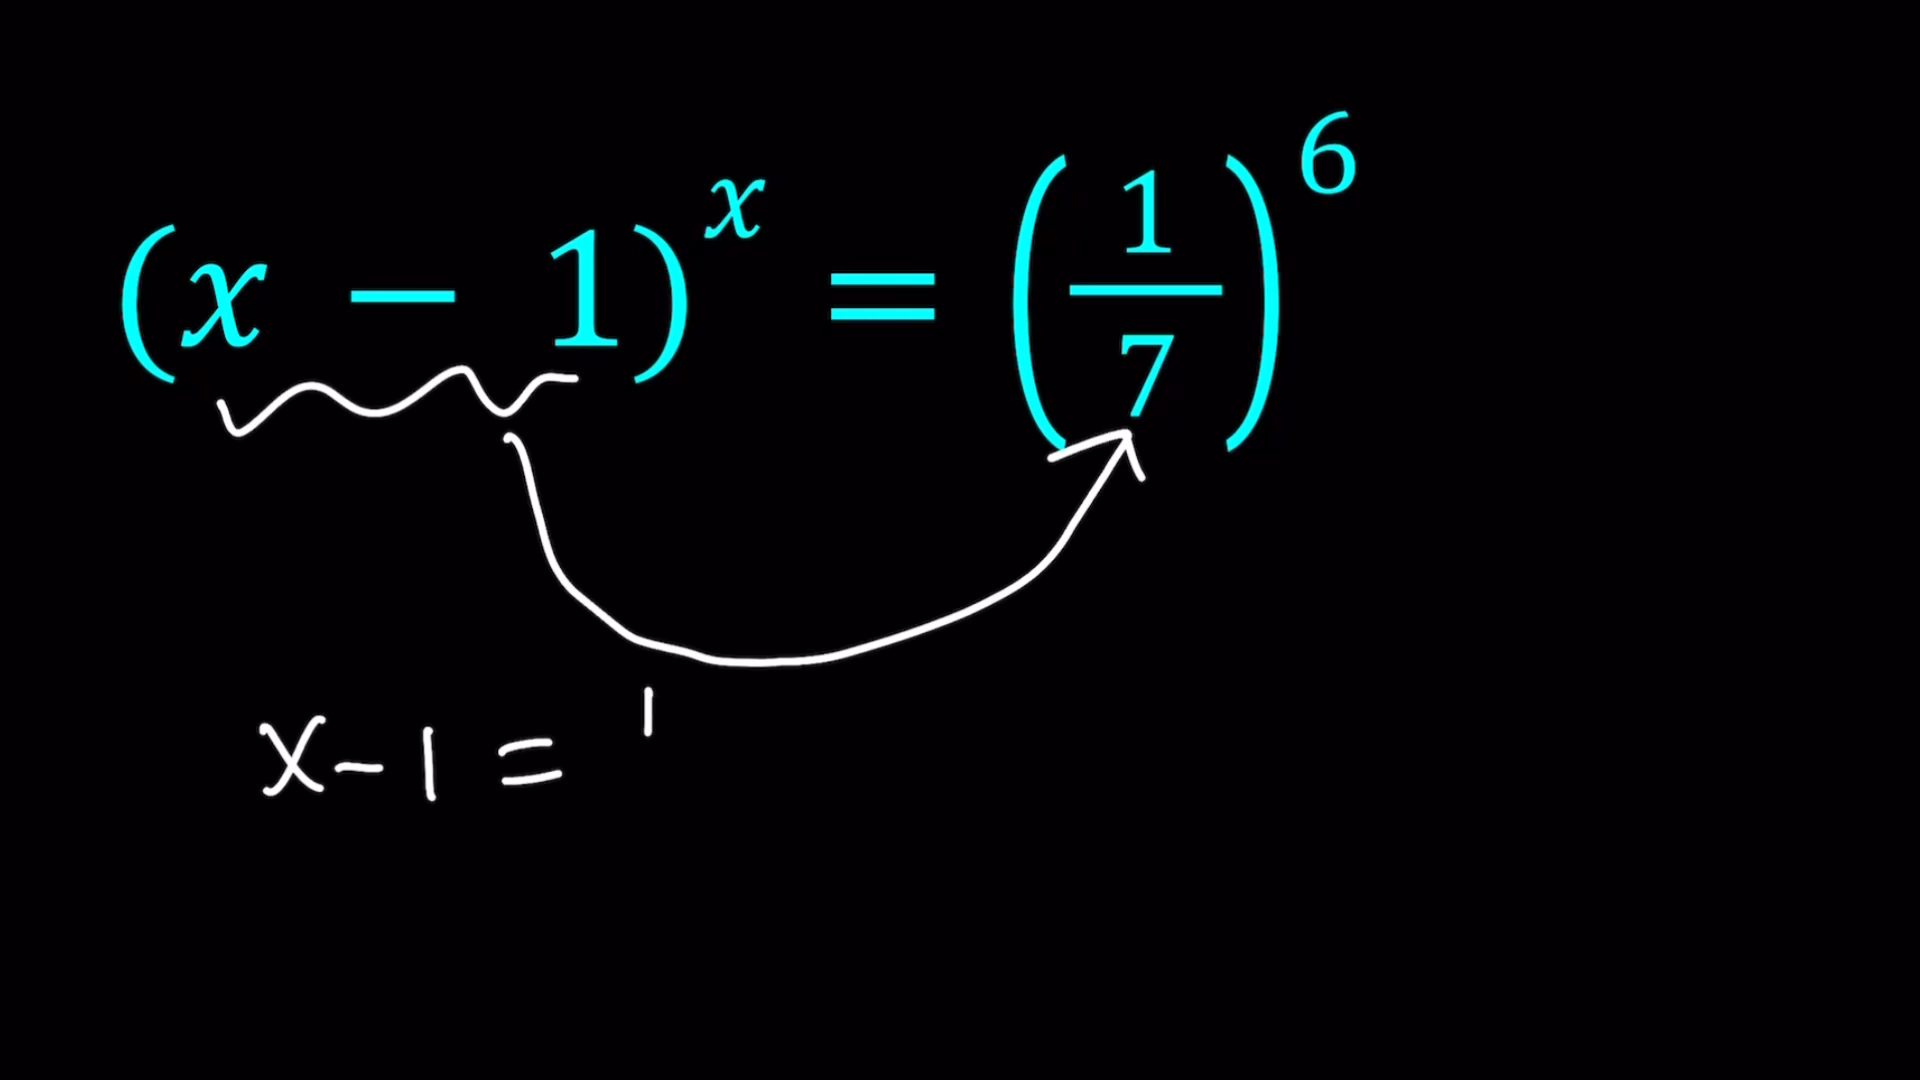 (x − 1)^x = (1/7)^6
x - 1 = 1